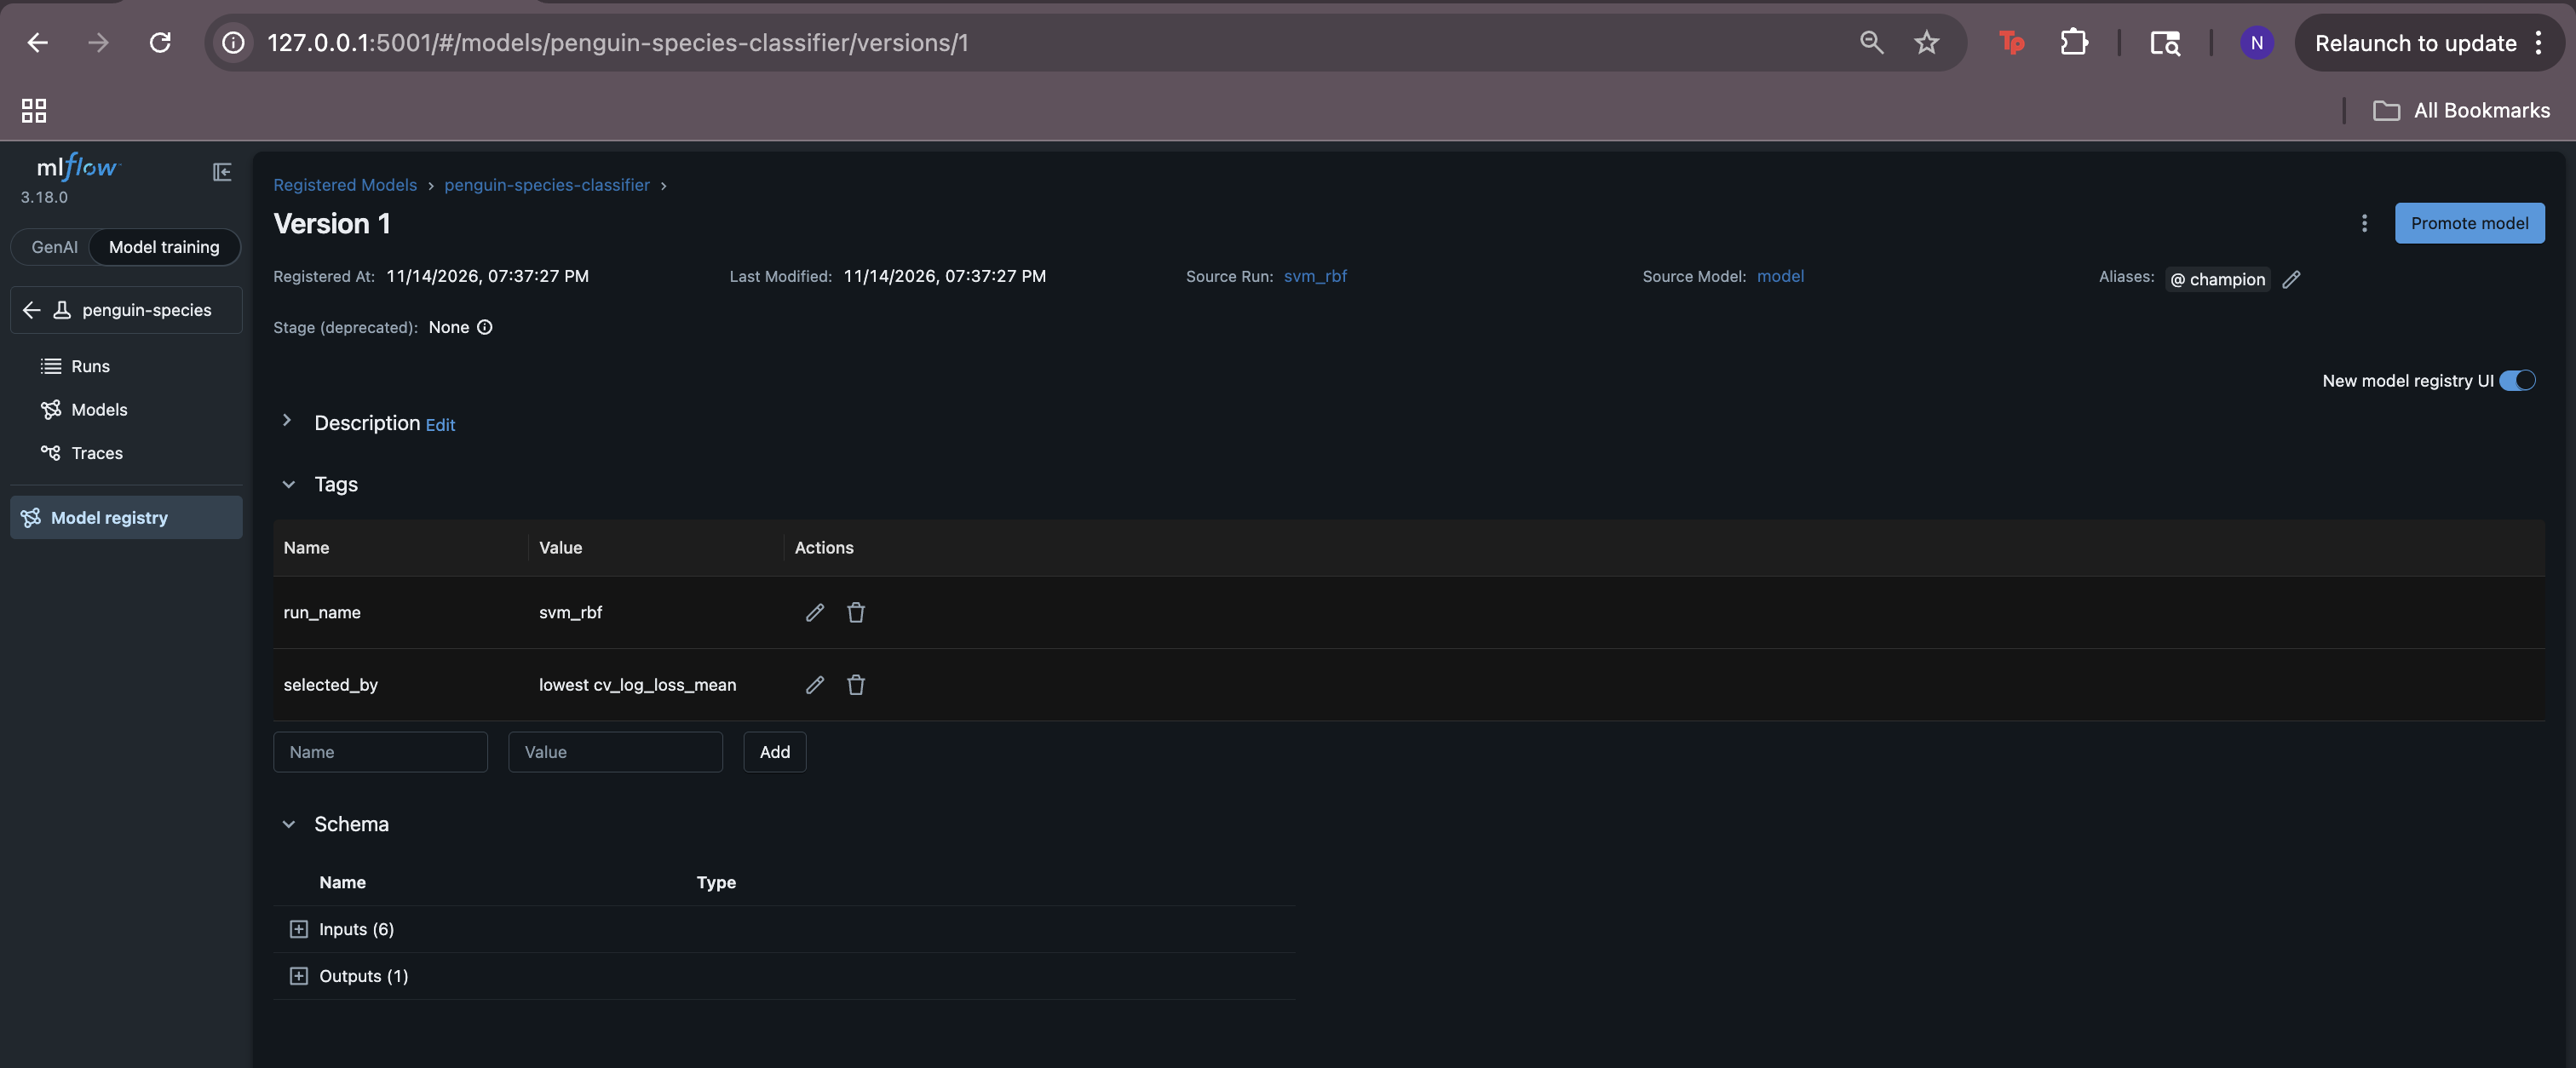 127.0.0.1:5001/#/models/penguin-species-classifier/versions/1
Tp
N
Relaunch to update
All Bookmarks
mlflow
3.18.0
GenAI
Model training
penguin-species
Runs
Models
Traces
Model registry
Registered Models > penguin-species-classifier >
Version 1
Promote model
Registered At: 11/14/2026, 07:37:27 PM
Last Modified: 11/14/2026, 07:37:27 PM
Source Run: svm_rbf
Source Model: model
Aliases: @ champion
Stage (deprecated): None
New model registry UI
Description Edit
Tags
Name Value Actions
run_name svm_rbf
selected_by lowest cv_log_loss_mean
Name Value Add
Schema
Name Type
Inputs (6)
Outputs (1)